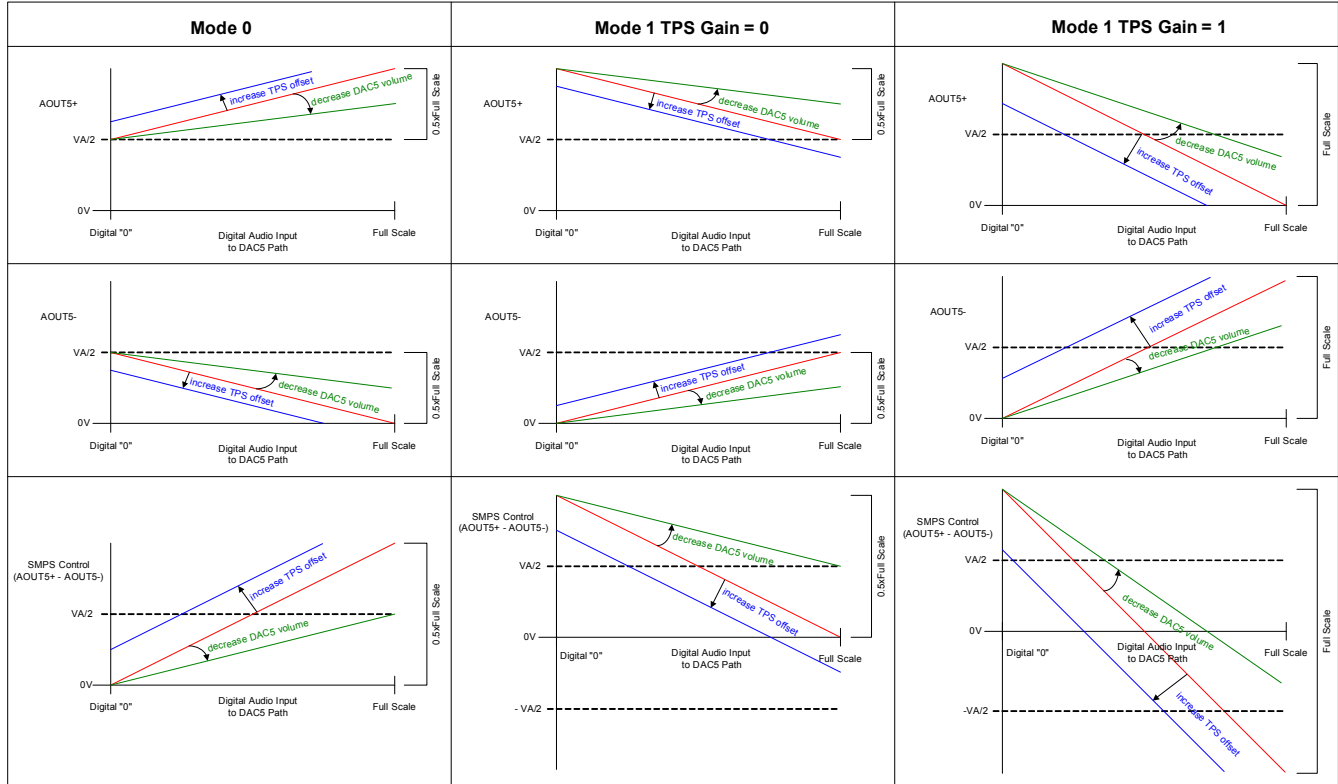 Mode 0
Mode 1 TPS Gain = 0
Mode 1 TPS Gain = 1
AOUT5+
increase TPS offset
decrease DAC5 volume
VA/2
0V
Digital "0"
Digital Audio Input
to DAC5 Path
Full Scale
0.5xFull Scale
AOUT5+
decrease DAC5 volume
increase TPS offset
VA/2
0V
Digital "0"
Digital Audio Input
to DAC5 Path
Full Scale
0.5xFull Scale
AOUT5+
VA/2
decrease DAC5 volume
increase TPS offset
0V
Digital "0"
Digital Audio Input
to DAC5 Path
Full Scale
Full Scale
AOUT5-
VA/2
increase TPS offset
decrease DAC5 volume
0V
Digital "0"
Digital Audio Input
to DAC5 Path
Full Scale
0.5xFull Scale
AOUT5-
VA/2
increase TPS offset
decrease DAC5 volume
0V
Digital "0"
Digital Audio Input
to DAC5 Path
Full Scale
0.5xFull Scale
AOUT5-
increase TPS offset
VA/2
decrease DAC5 volume
0V
Digital "0"
Digital Audio Input
to DAC5 Path
Full Scale
Full Scale
SMPS Control
(AOUT5+ - AOUT5-)
increase TPS offset
VA/2
decrease DAC5 volume
0V
Digital "0"
Digital Audio Input
to DAC5 Path
Full Scale
0.5xFull Scale
SMPS Control
(AOUT5+ - AOUT5-)
decrease DAC5 volume
VA/2
increase TPS offset
0V
Digital "0"
Digital Audio Input
to DAC5 Path
Full Scale
- VA/2
0.5xFull Scale
SMPS Control
(AOUT5+ - AOUT5-)
VA/2
decrease DAC5 volume
0V
Digital "0"
Digital Audio Input
to DAC5 Path
Full Scale
-VA/2
increase TPS offset
Full Scale